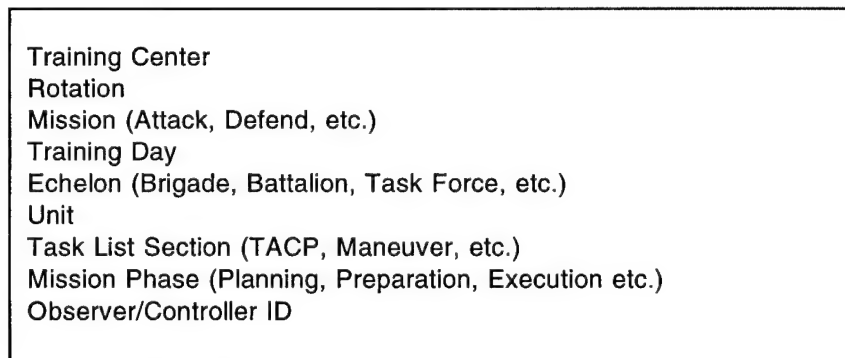 Training Center
Rotation
Mission (Attack, Defend, etc.)
Training Day
Echelon (Brigade, Battalion, Task Force, etc.)
Unit
Task List Section (TACP, Maneuver, etc.)
Mission Phase (Planning, Preparation, Execution etc.)
Observer/Controller ID